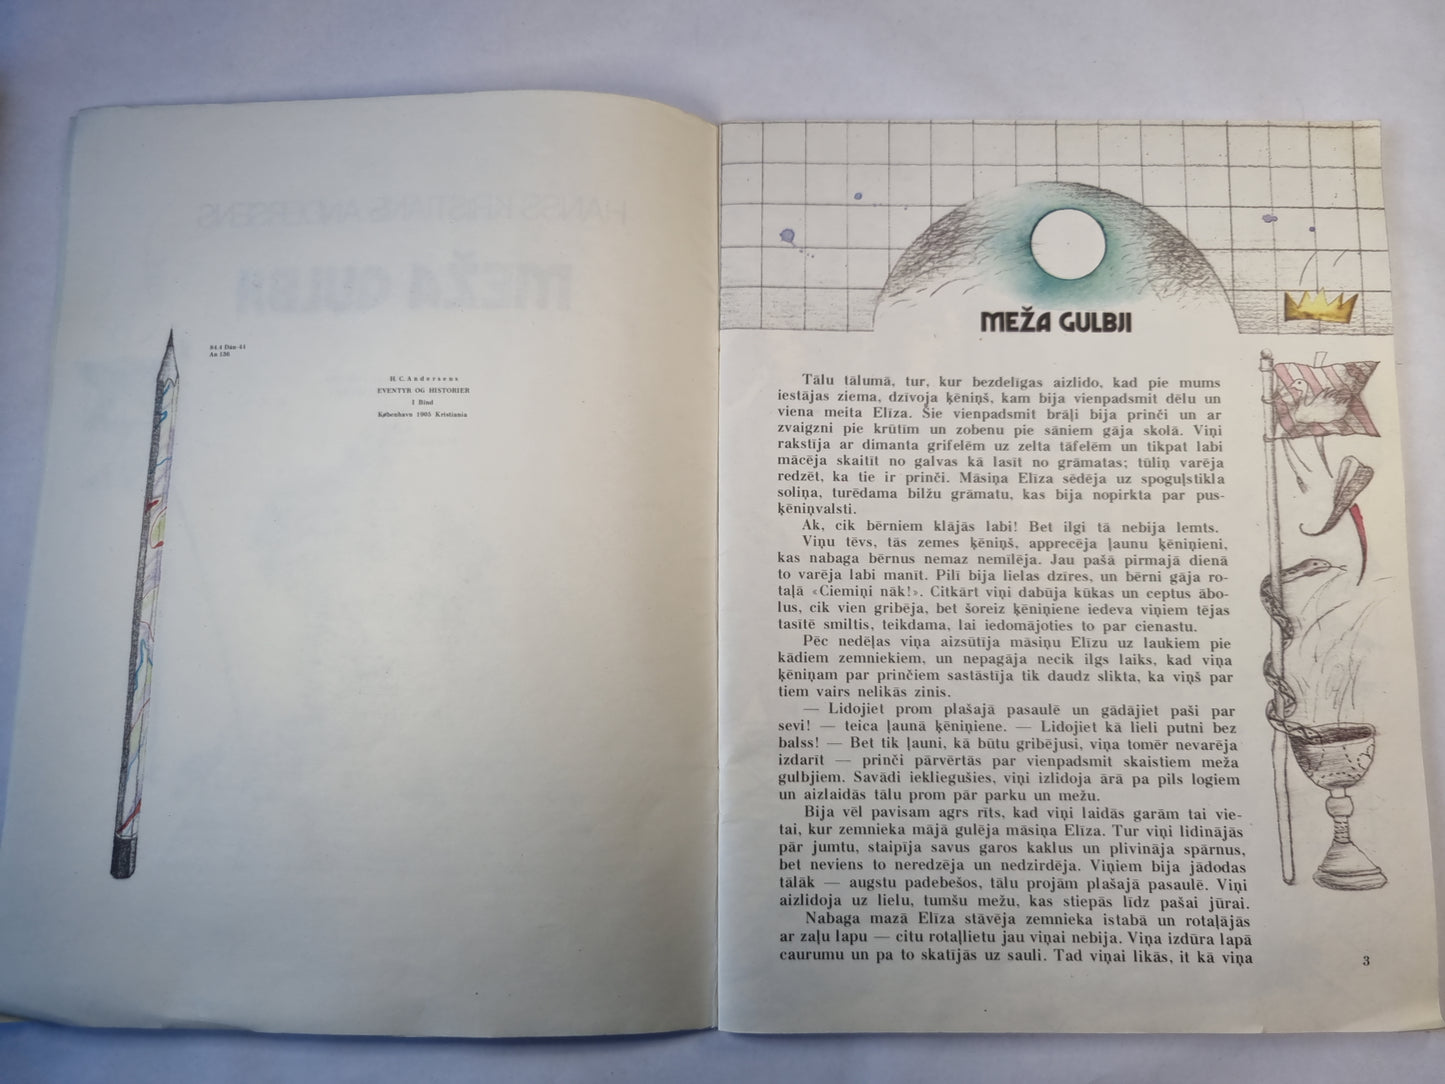 84.4 Dān-44
An 136
H. C. Andersens
EVENTYR OG HISTORIER
I Bind
København 1905 Kristiania
MEŽA GULBJI
Tālu tālumā, tur, kur bezdelīgas aizlido, kad pie mums
iestājas ziema, dzīvoja ķēniņš, kam bija vienpadsmit dēlu un
viena meita Elīza. Šie vienpadsmit brāļi bija prinči un ar
zvaigzni pie krūtīm un zobenu pie sāniem gāja skolā. Viņi
rakstīja ar dimanta grifelēm uz zelta tāfelēm un tikpat labi
mācēja skaitīt no galvas kā lasīt no grāmatas; tūliņ varēja
redzēt, ka tie ir prinči. Māsiņa Elīza sēdēja uz spoguļstikla
soliņa, turēdama bilžu grāmatu, kas bija nopirkta par pus-
ķēniņvalsti.
Ak, cik bērniem klājās labi! Bet ilgi tā nebija lemts.
Viņu tēvs, tās zemes ķēniņš, apprecēja ļaunu ķēniņieni,
kas nabaga bērnus nemaz nemīlēja. Jau pašā pirmajā dienā
to varēja labi manīt. Pilī bija lielas dzīres, un bērni gāja ro-
taļā «Ciemiņi nāk!». Citkārt viņi dabūja kūkas un ceptus ābo-
lus, cik vien gribēja, bet šoreiz ķēniņiene iedeva viņiem tējas
tasītē smiltis, teikdama, lai iedomājoties to par cienastu.
Pēc nedēļas viņa aizsūtīja māsiņu Elīzu uz laukiem pie
kādiem zemniekiem, un nepagāja necik ilgs laiks, kad viņa
ķēniņam par prinčiem sastāstīja tik daudz slikta, ka viņš par
tiem vairs nelikās zinis.
— Lidojiet prom plašajā pasaulē un gādājiet paši par
sevi! — teica ļaunā ķēniņiene. — Lidojiet kā lieli putni bez
balss! — Bet tik ļauni, kā būtu gribējusi, viņa tomēr nevarēja
izdarīt — prinči pārvērtās par vienpadsmit skaistiem meža
gulbjiem. Savādi iekliegušies, viņi izlidoja ārā pa pils logiem
un aizlaidās tālu prom pār parku un mežu.
Bija vēl pavisam agrs rīts, kad viņi laidās garām tai vie-
tai, kur zemnieka mājā gulēja māsiņa Elīza. Tur viņi lidinājās
pār jumtu, staipīja savus garos kaklus un plivināja spārnus,
bet neviens to neredzēja un nedzirdēja. Viņiem bija jādodas
tālāk — augstu padebešos, tālu projām plašajā pasaulē. Viņi
aizlidoja uz lielu, tumšu mežu, kas stiepās līdz pašai jūrai.
Nabaga mazā Elīza stāvēja zemnieka istabā un rotaļājās
ar zaļu lapu — citu rotaļlietu jau viņai nebija. Viņa izdūra lapā
caurumu un pa to skatījās uz sauli. Tad viņai likās, it kā viņa
3